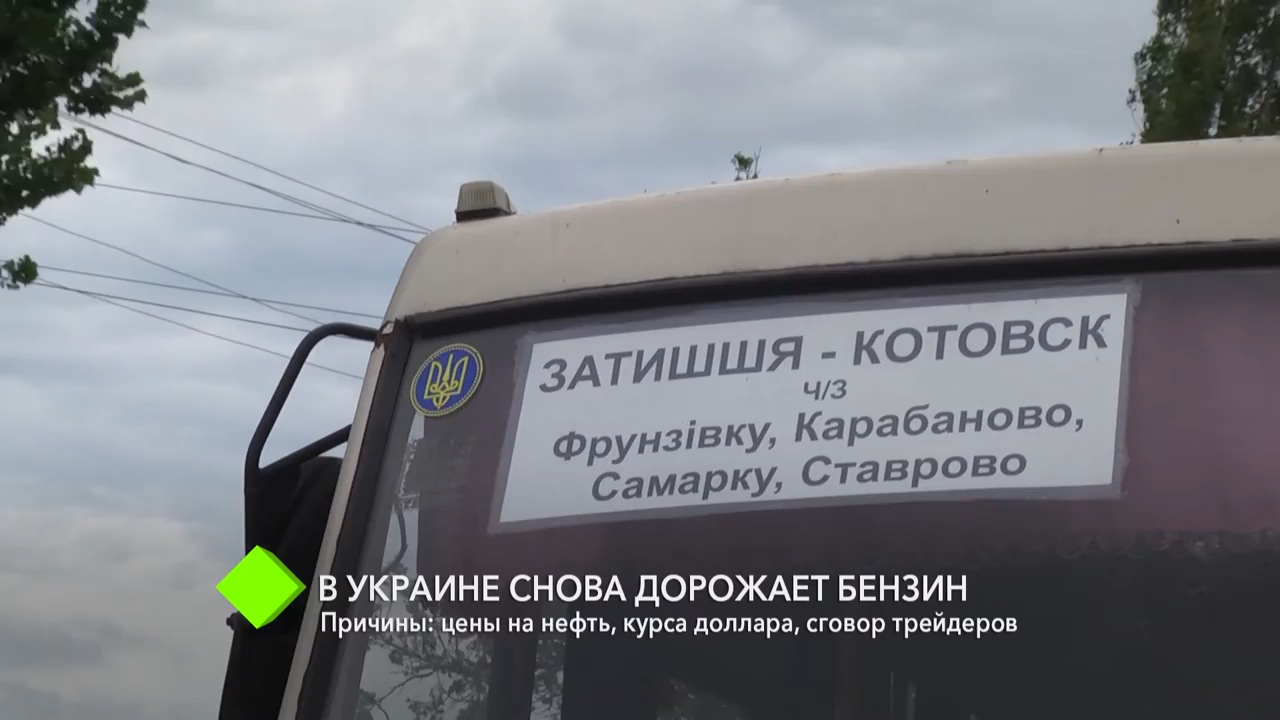 ЗАТИШШЯ - КОТОВСК
Ч/З
Фрунзівку, Карабаново,
Самарку, Ставрово
В УКРАИНЕ СНОВА ДОРОЖАЕТ БЕНЗИН
Причины: цены на нефть, курса доллара, сговор трейдеров